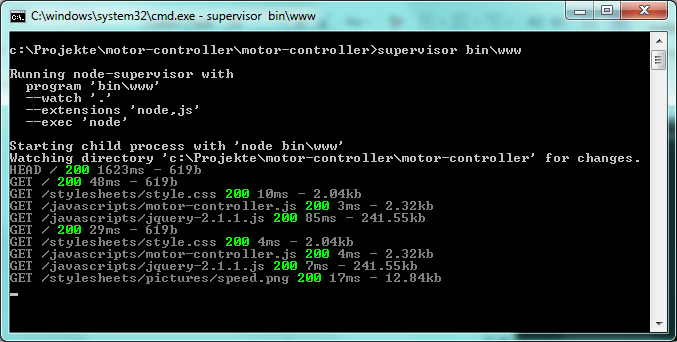 C:\windows\system32\cmd.exe - supervisor bin\www
c:\Projekte\motor-controller\motor-controller>supervisor bin\www
Running node-supervisor with
program 'bin\www'
--watch '.'
--extensions 'node,js'
--exec 'node'
Starting child process with 'node bin\www'
Watching directory 'c:\Projekte\motor-controller\motor-controller' for changes.
HEAD / 200 1623ms - 619b
GET / 200 48ms - 619b
GET /stylesheets/style.css 200 10ms - 2.04kb
GET /javascripts/motor-controller.js 200 3ms - 2.32kb
GET /javascripts/jquery-2.1.1.js 200 85ms - 241.55kb
GET / 200 29ms - 619b
GET /stylesheets/style.css 200 4ms - 2.04kb
GET /javascripts/motor-controller.js 200 4ms - 2.32kb
GET /javascripts/jquery-2.1.1.js 200 7ms - 241.55kb
GET /stylesheets/pictures/speed.png 200 17ms - 12.84kb